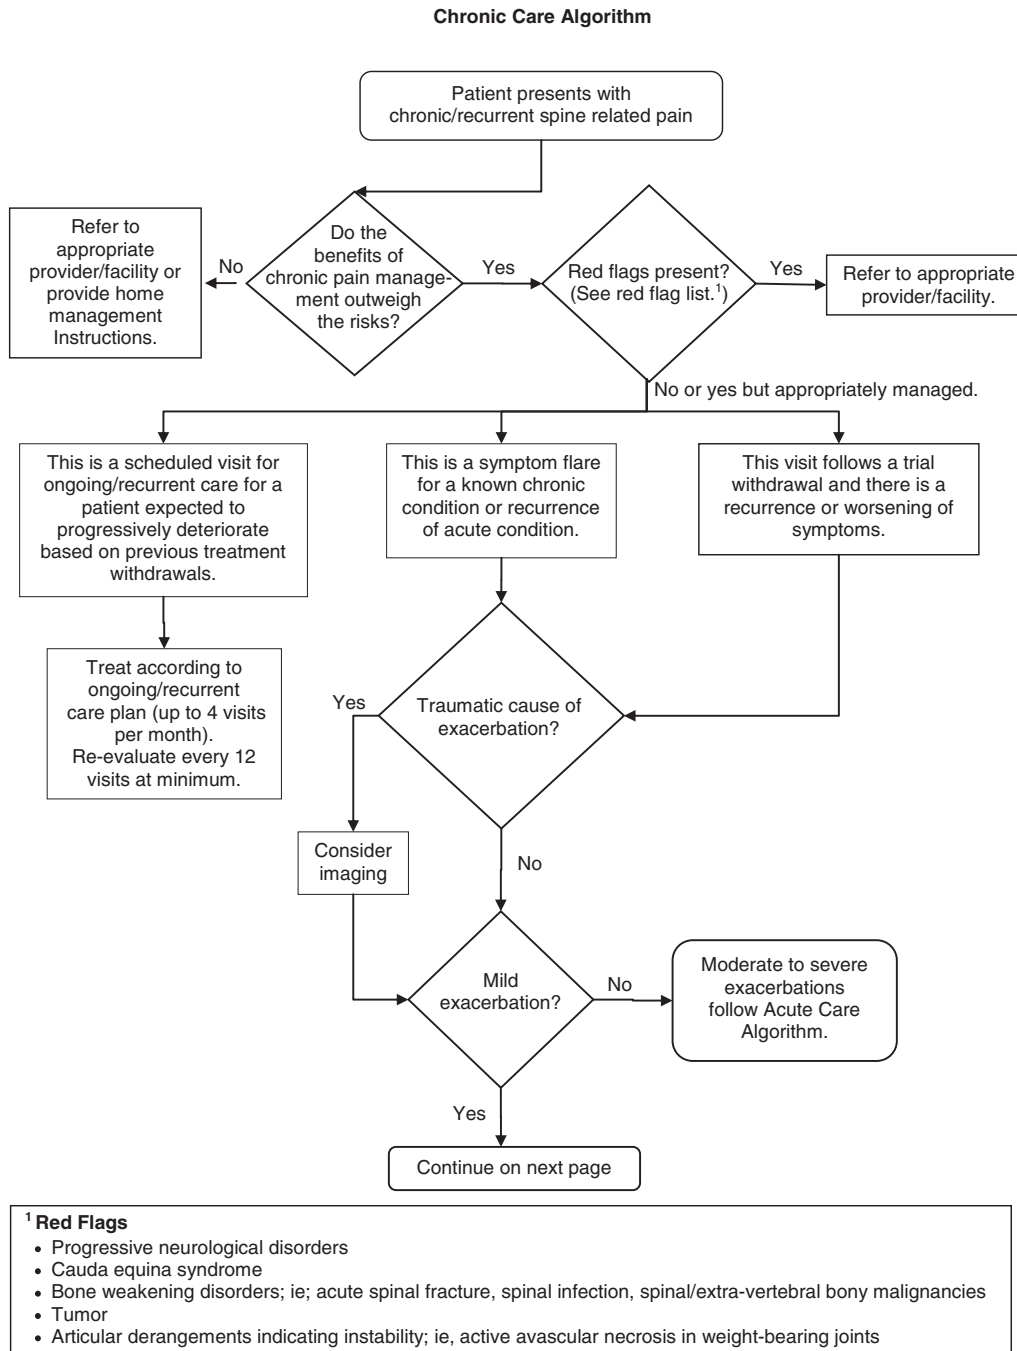 Chronic Care Algorithm
Patient presents with
chronic/recurrent spine related pain
Refer to
appropriate
provider/facility or
provide home
management
Instructions.
No
Do the
benefits of
chronic pain manage-
ment outweigh
the risks?
Yes
Red flags present?
(See red flag list.¹)
Yes
Refer to appropriate
provider/facility.
No or yes but appropriately managed.
This is a scheduled visit for
ongoing/recurrent care for a
patient expected to
progressively deteriorate
based on previous treatment
withdrawals.
This is a symptom flare
for a known chronic
condition or recurrence
of acute condition.
This visit follows a trial
withdrawal and there is a
recurrence or worsening of
symptoms.
Treat according to
ongoing/recurrent
care plan (up to 4 visits
per month).
Re-evaluate every 12
visits at minimum.
Yes
Traumatic cause of
exacerbation?
Consider
imaging
No
Mild
exacerbation?
No
Moderate to severe
exacerbations
follow Acute Care
Algorithm.
Yes
Continue on next page
¹ Red Flags
• Progressive neurological disorders
• Cauda equina syndrome
• Bone weakening disorders; ie; acute spinal fracture, spinal infection, spinal/extra-vertebral bony malignancies
• Tumor
• Articular derangements indicating instability; ie, active avascular necrosis in weight-bearing joints